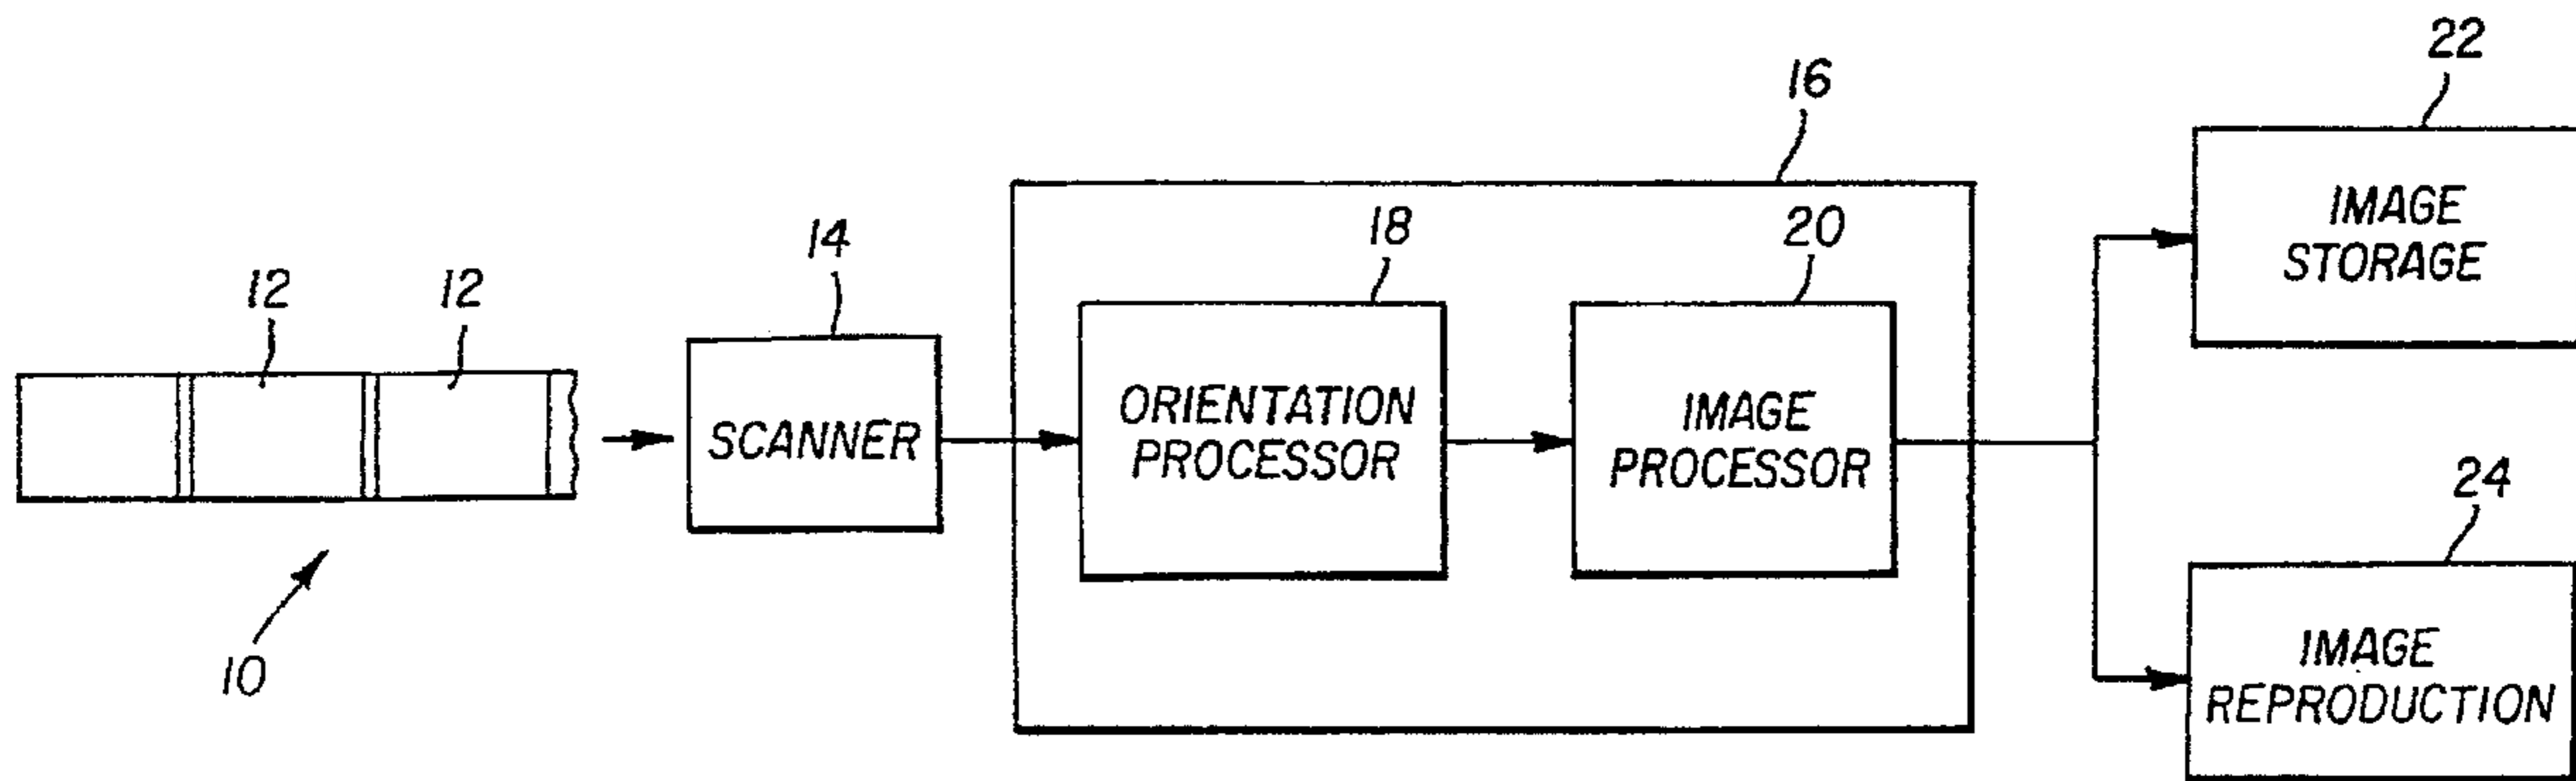 22
16
14
18
20
12
12
IMAGE
STORAGE
ORIENTATION
PROCESSOR
IMAGE
PROCESSOR
SCANNER
24
10
IMAGE
REPRODUCTION